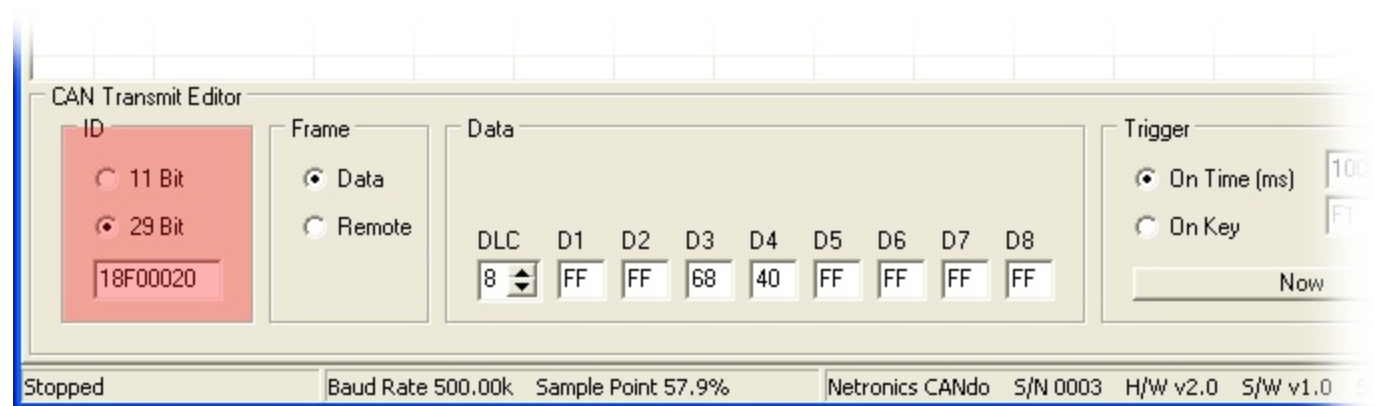 CAN Transmit Editor
ID Frame Data Trigger
11 Bit Data On Time (ms) 100
29 Bit Remote On Key F1
DLC D1 D2 D3 D4 D5 D6 D7 D8
18F00020 8 FF FF 68 40 FF FF FF FF Now
Stopped Baud Rate 500.00k Sample Point 57.9% Netronics CANdo S/N 0003 H/W v2.0 S/W v1.0